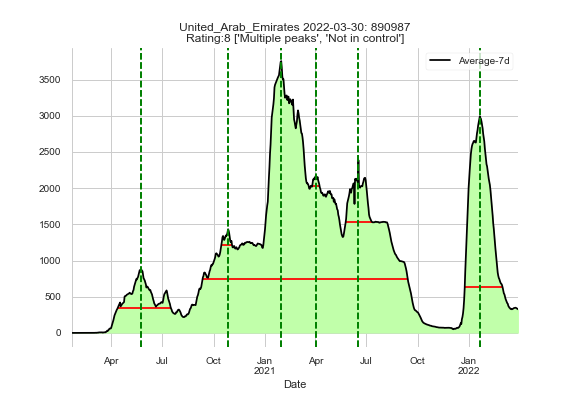 United_Arab_Emirates 2022-03-30: 890987
Rating:8 ['Multiple peaks', 'Not in control']
Average-7d
3500
3000
2500
2000
1500
1000
500
0
Apr
Jul
Oct
Jan
2021
Apr
Jul
Oct
Jan
2022
Date